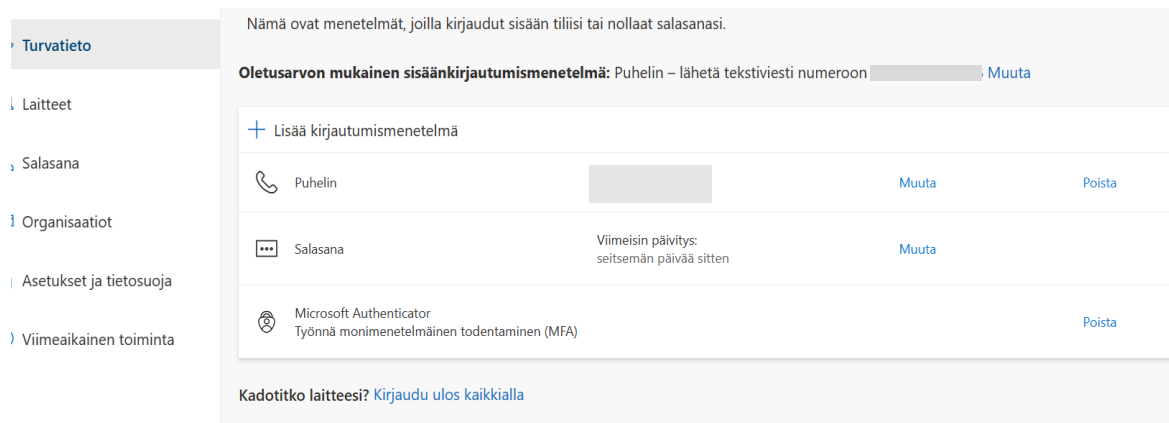 Nämä ovat menetelmät, joilla kirjaudut sisään tiliisi tai nollaat salasanasi.
Turvatieto
Oletusarvon mukainen sisäänkirjautumismenetelmä: Puhelin – lähetä tekstiviesti numeroon Muuta
Laitteet
Lisää kirjautumismenetelmä
Salasana
Puhelin Muuta Poista
Organisaatiot
Salasana Viimeisin päivitys: Muuta
seitsemän päivää sitten
Asetukset ja tietosuoja
Microsoft Authenticator
Työnnä monimenetelmäinen todentaminen (MFA) Poista
Viimeaikainen toiminta
Kadotitko laitteesi? Kirjaudu ulos kaikkialla